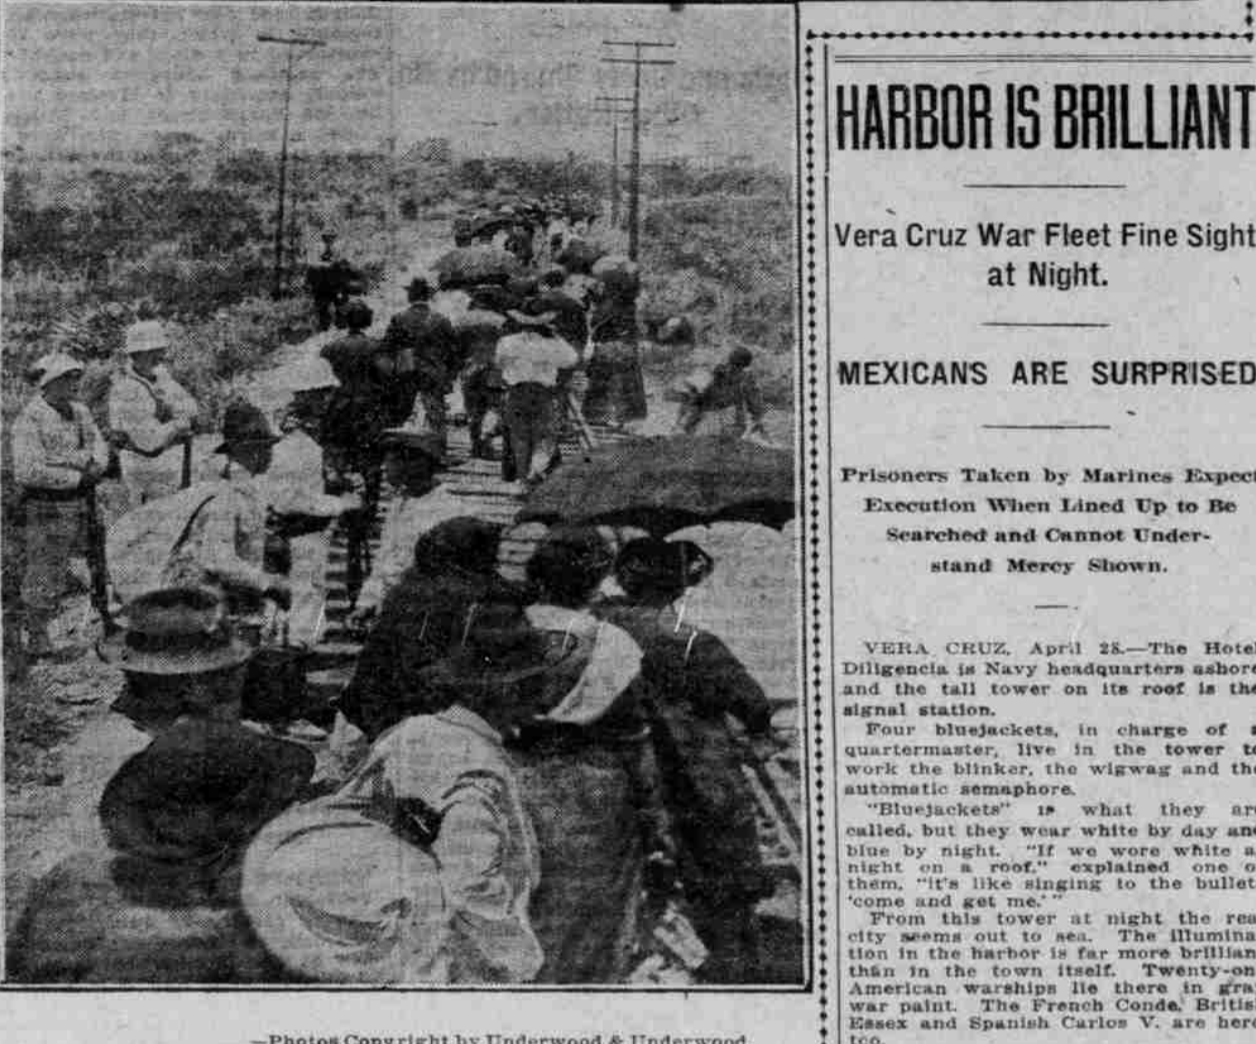 HARBOR IS BRILLIANT
Vera Cruz War Fleet Fine Sight
at Night.
MEXICANS ARE SURPRISED
Prisoners Taken by Marines Expect
Execution When Lined Up to Be
Searched and Cannot Under-
stand Mercy Shown.
VERA CRUZ, April 28.—The Hotel
Diligencia is Navy headquarters ashore
and the tall tower on its roof is the
signal station.
Four bluejackets, in charge of a
quartermaster, live in the tower to
work the blinker, the wigwag and the
automatic semaphore.
"Bluejackets" is what they are
called, but they wear white by day and
blue by night. "If we wore white a
night on a roof," explained one o
them, "it's like singing to the bullet
'come and get me.'"
From this tower at night the rea
city seems out to sea. The illumina
tion in the harbor is far more brillian
than in the town itself. Twenty-on
American warships lie there in gra
war paint. The French Conde, Britis
Essex and Spanish Carlos V. are here
too.
—Photos Copyright by Underwood & Underwood